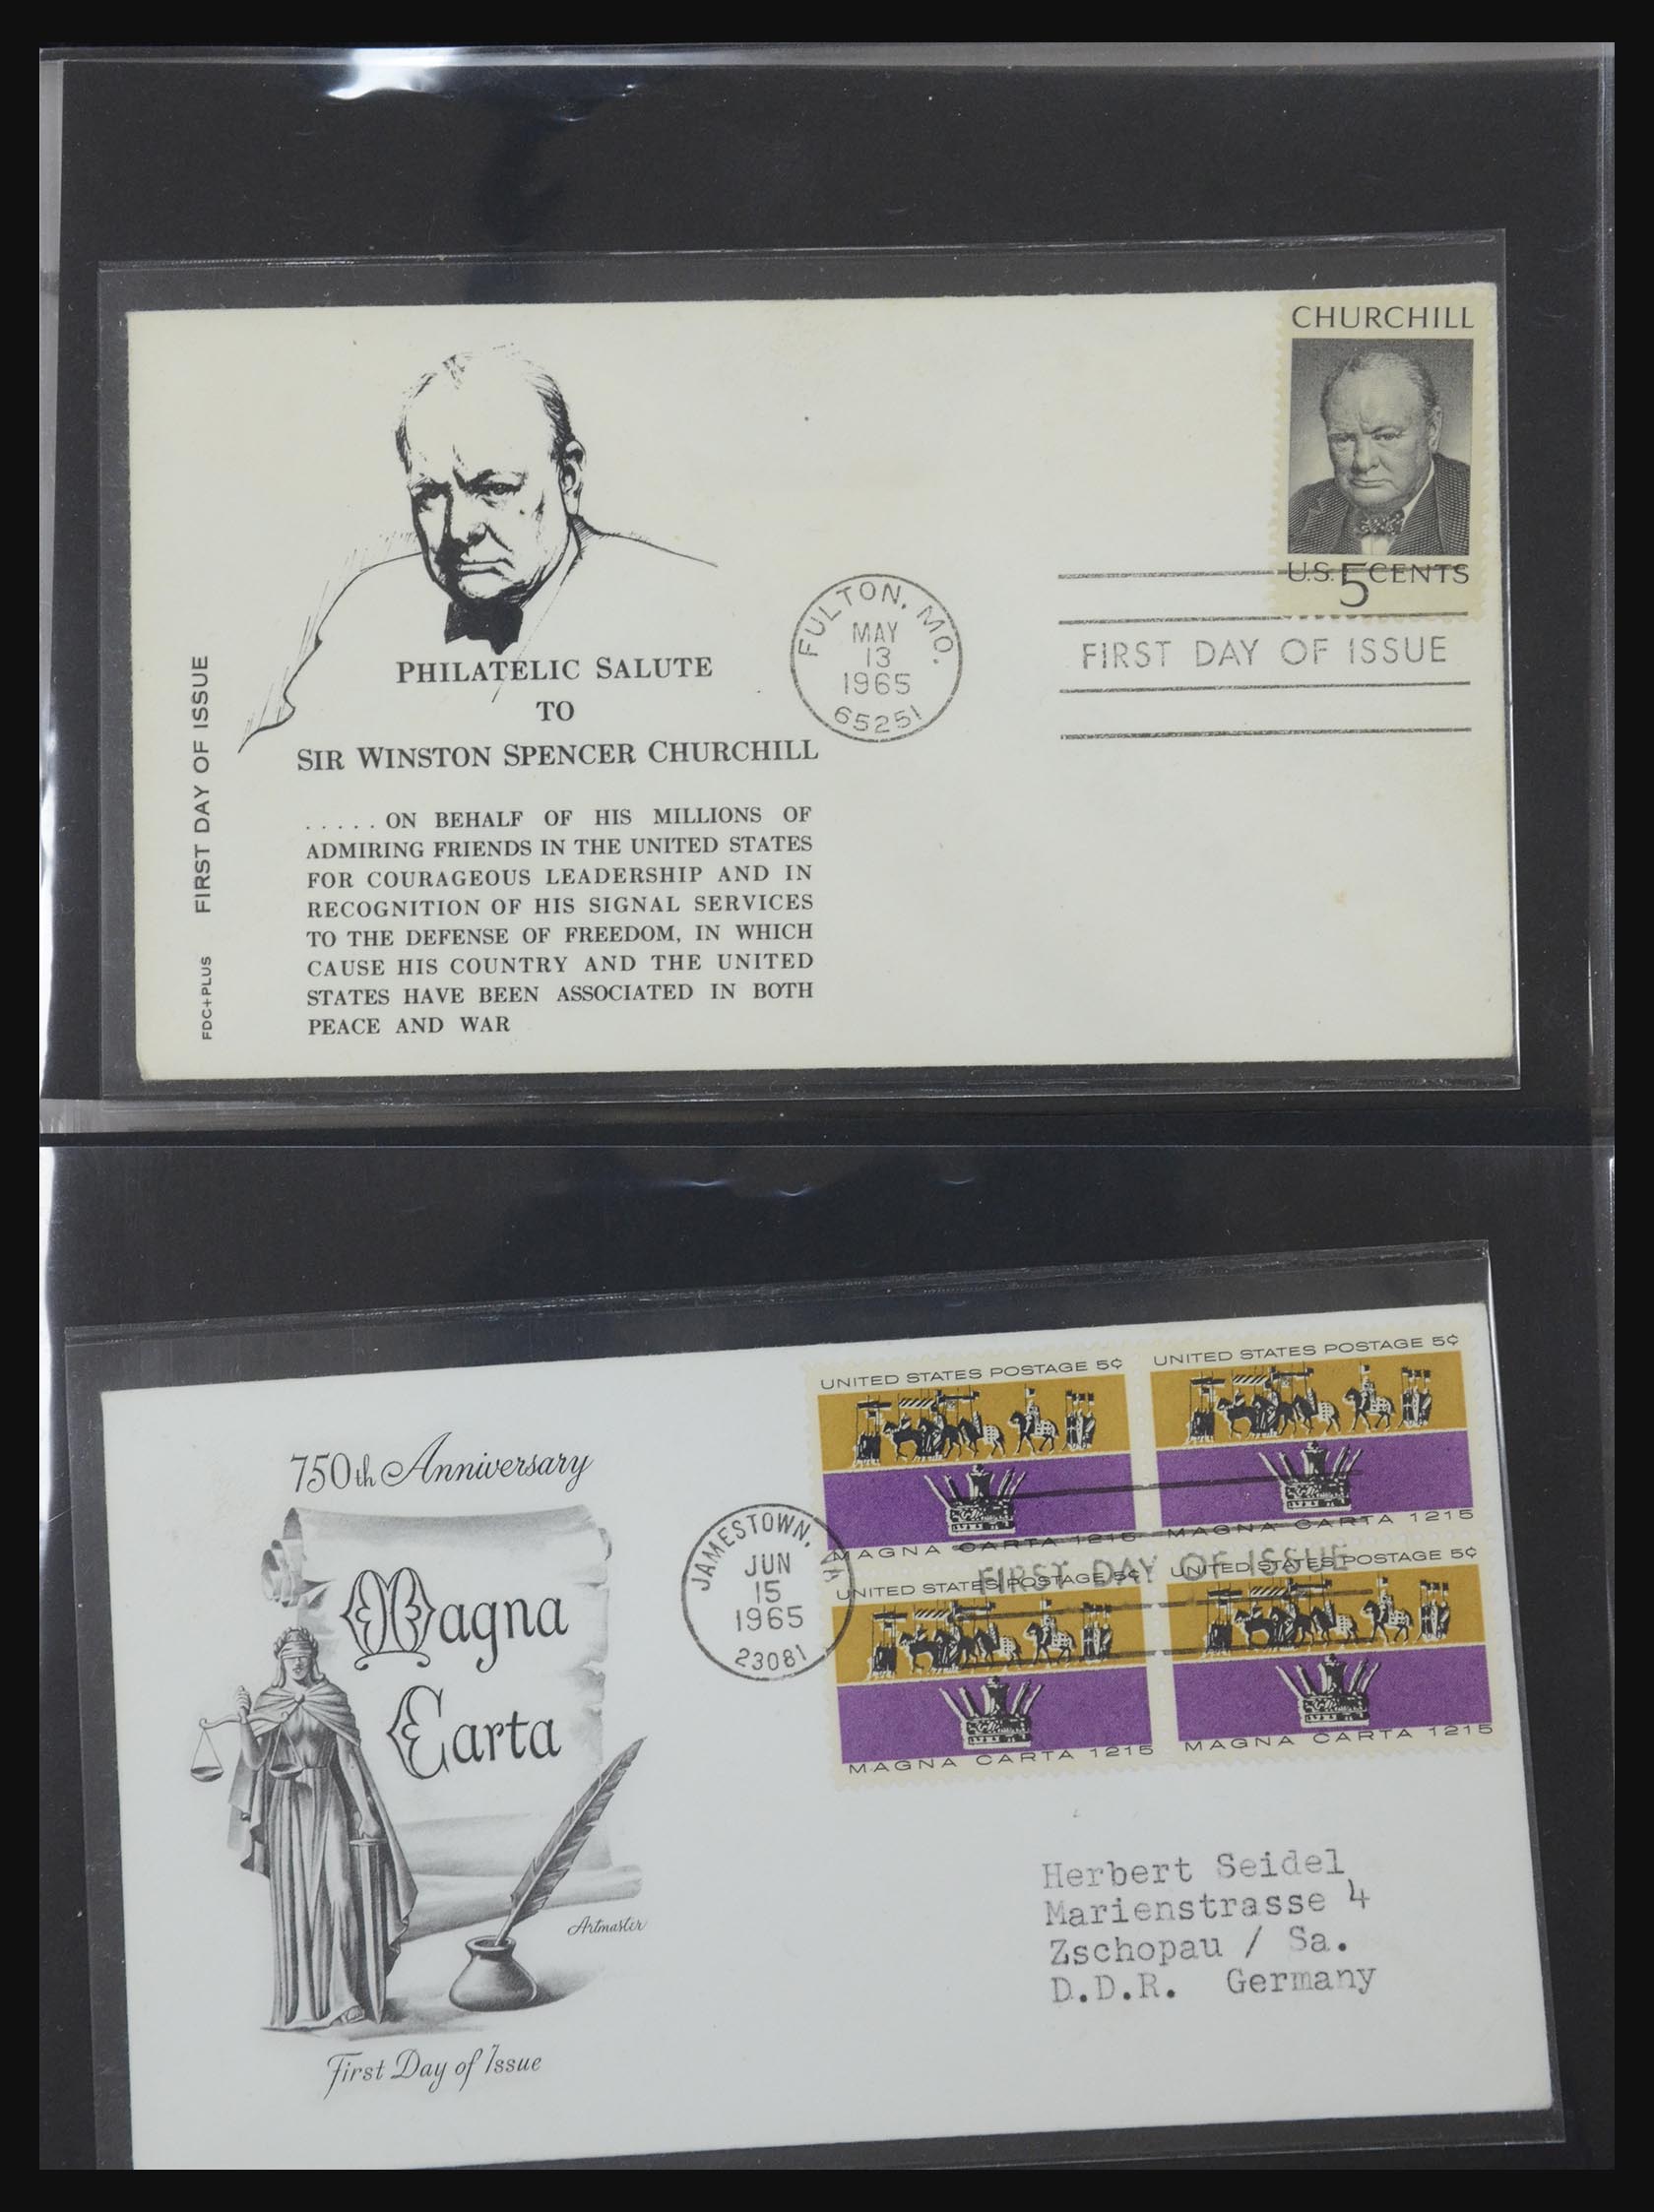 CHURCHILL
U.S. 5 CENTS
FIRST DAY OF ISSUE
FULTON, MO.
MAY
13
1965
65251
PHILATELIC SALUTE
TO
SIR WINSTON SPENCER CHURCHILL
. . . . . ON BEHALF OF HIS MILLIONS OF
ADMIRING FRIENDS IN THE UNITED STATES
FOR COURAGEOUS LEADERSHIP AND IN
RECOGNITION OF HIS SIGNAL SERVICES
TO THE DEFENSE OF FREEDOM, IN WHICH
CAUSE HIS COUNTRY AND THE UNITED
STATES HAVE BEEN ASSOCIATED IN BOTH
PEACE AND WAR
FDC+PLUS FIRST DAY OF ISSUE
UNITED STATES POSTAGE 5¢
UNITED STATES POSTAGE 5¢
MAGNA CARTA 1215
MAGNA CARTA 1215
FIRST DAY OF ISSUE
UNITED STATES POSTAGE 5¢
UNITED STATES POSTAGE 5¢
MAGNA CARTA 1215
MAGNA CARTA 1215
JAMESTOWN,
JUN
15
1965
23081
750th Anniversary
Magna
Carta
Artmaster
First Day of Issue
Herbert Seidel
Marienstrasse 4
Zschopau / Sa.
D.D.R. Germany